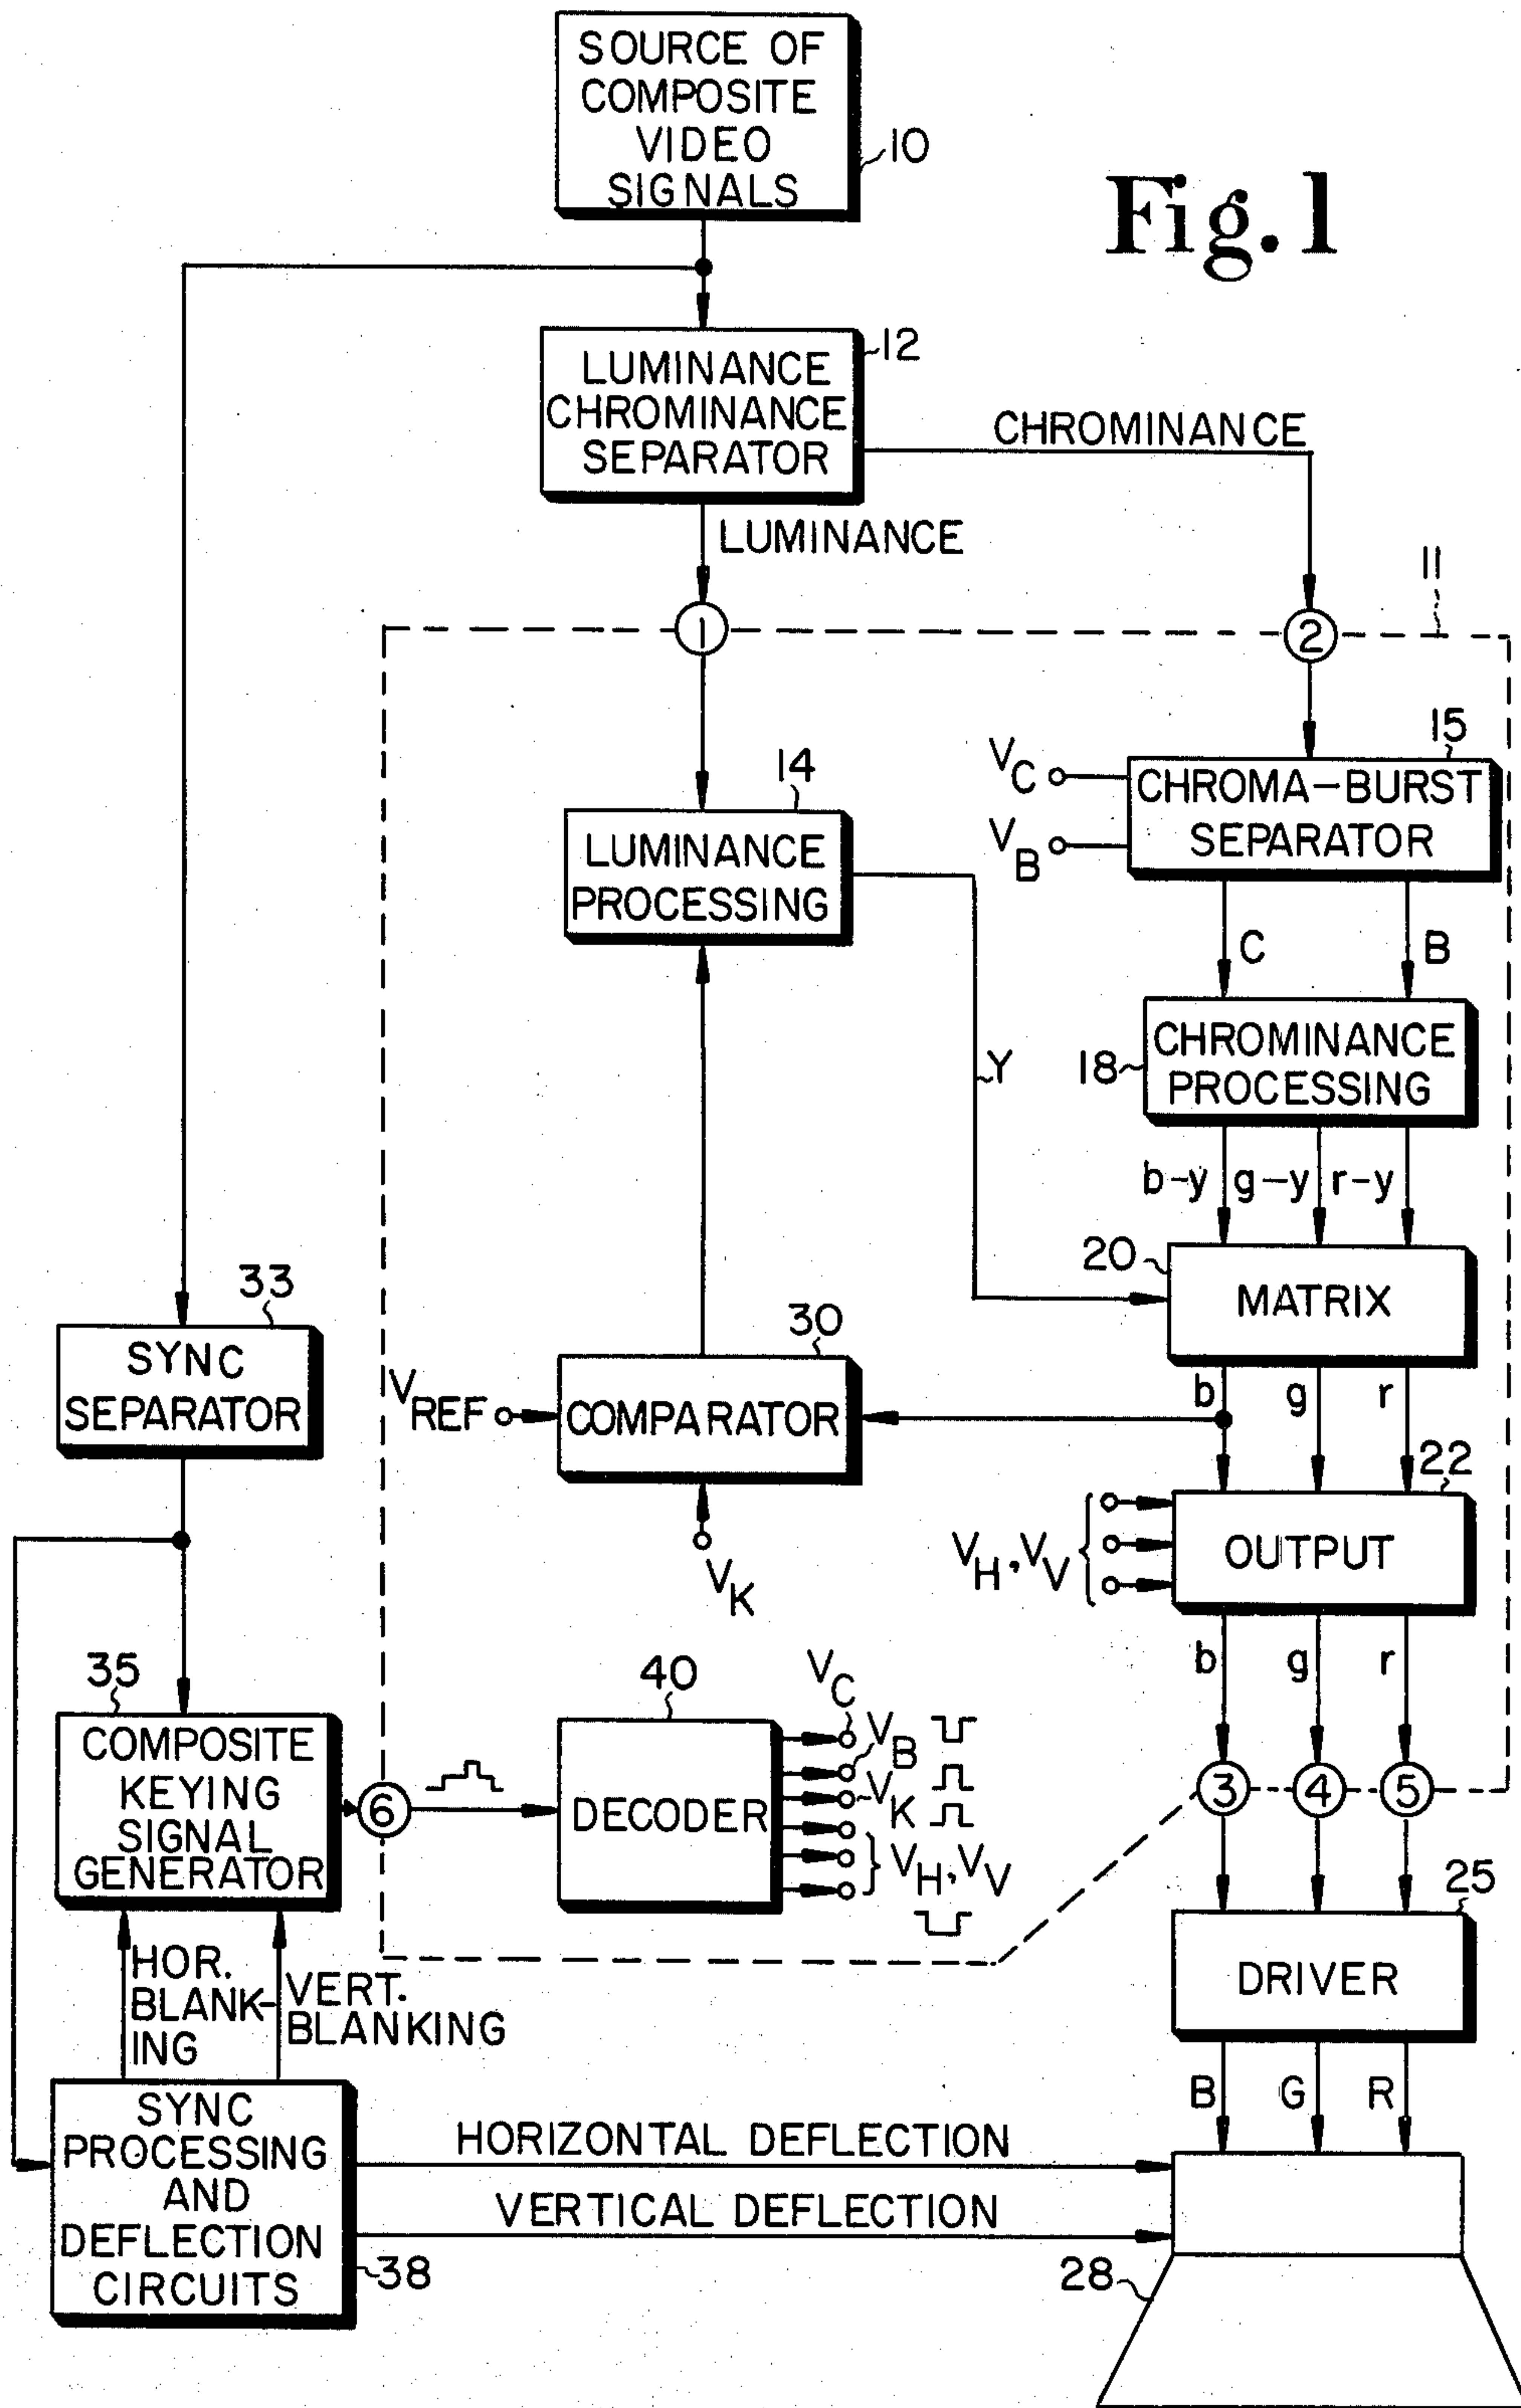 SOURCE OF
COMPOSITE
VIDEO
SIGNALS
10
Fig. 1
12
LUMINANCE
CHROMINANCE
SEPARATOR
CHROMINANCE
LUMINANCE
11
1
2
15
14
VC
CHROMA-BURST
VB
SEPARATOR
LUMINANCE
PROCESSING
C
B
Y
18
CHROMINANCE
PROCESSING
b-y
g-y
r-y
20
MATRIX
33
30
SYNC
SEPARATOR
VREF
COMPARATOR
b
g
r
22
VK
VH, VV
OUTPUT
b
g
r
35
40
VC
COMPOSITE
KEYING
SIGNAL
GENERATOR
6
DECODER
VB
VK
VH, VV
3
4
5
25
HOR.
BLANK-
ING
VERT.
BLANKING
DRIVER
B
G
R
SYNC
PROCESSING
AND
DEFLECTION
CIRCUITS
38
HORIZONTAL DEFLECTION
VERTICAL DEFLECTION
28